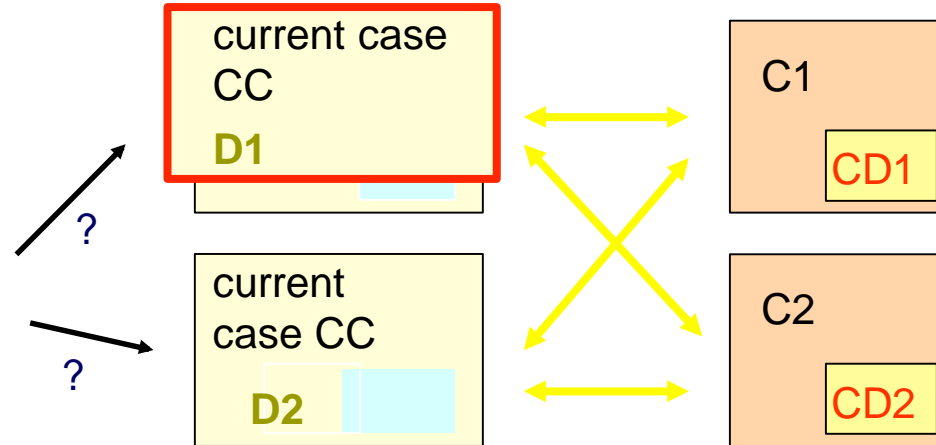 current case
CC
D1
?
current
case CC
D2
?
C1
CD1
C2
CD2